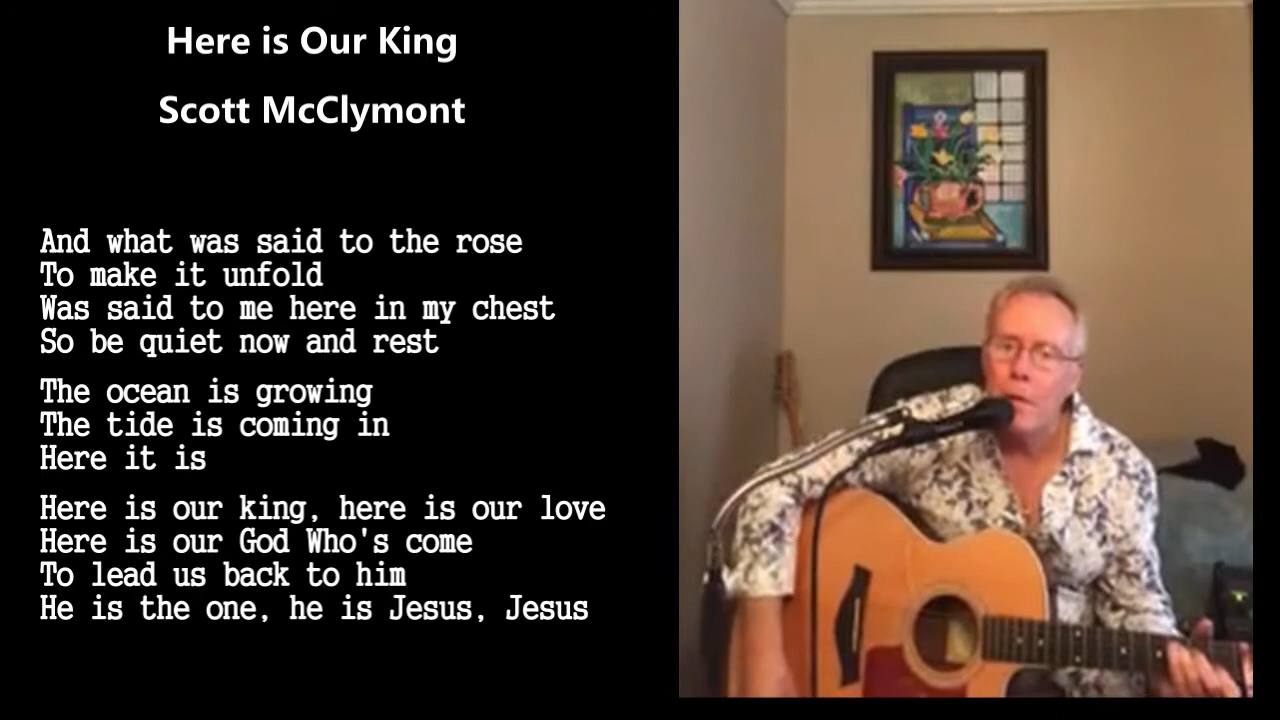 Here is Our King
Scott McClymont
And what was said to the rose
To make it unfold
Was said to me here in my chest
So be quiet now and rest
The ocean is growing
The tide is coming in
Here it is
Here is our king, here is our love
Here is our God Who's come
To lead us back to him
He is the one, he is Jesus, Jesus